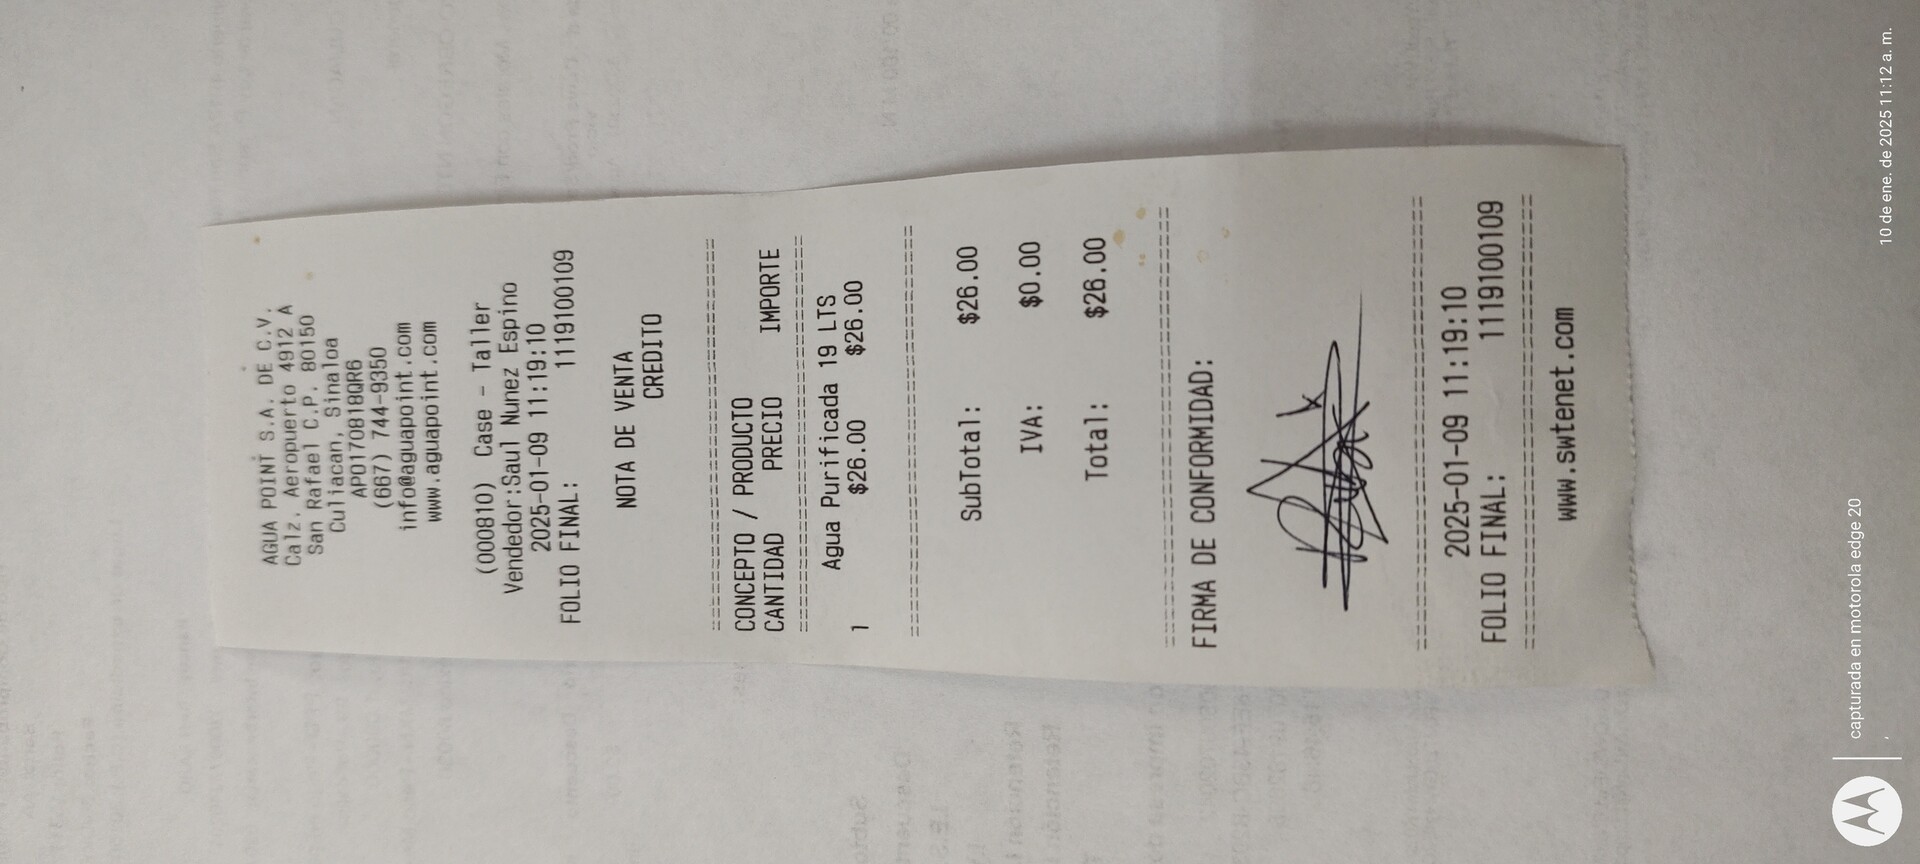 AGUA POINT S.A. DE C.V.
Calz. Aeropuerto 4912 A
San Rafael C.P. 80150
Culiacan, Sinaloa
APO170818QR6
(667) 744-9350
info@aguapoint.com
www.aguapoint.com
(000810) Case - Taller
Vendedor:Saul Nunez Espino
2025-01-09 11:19:10
FOLIO FINAL: 1119100109
NOTA DE VENTA
CREDITO
CONCEPTO / PRODUCTO
CANTIDAD PRECIO IMPORTE
Agua Purificada 19 LTS
1 $26.00 $26.00
SubTotal: $26.00
IVA: $0.00
Total: $26.00
FIRMA DE CONFORMIDAD:
2025-01-09 11:19:10
FOLIO FINAL: 1119100109
www.swtenet.com
capturada en motorola edge 20
10 de ene. de 2025 11:12 a. m.